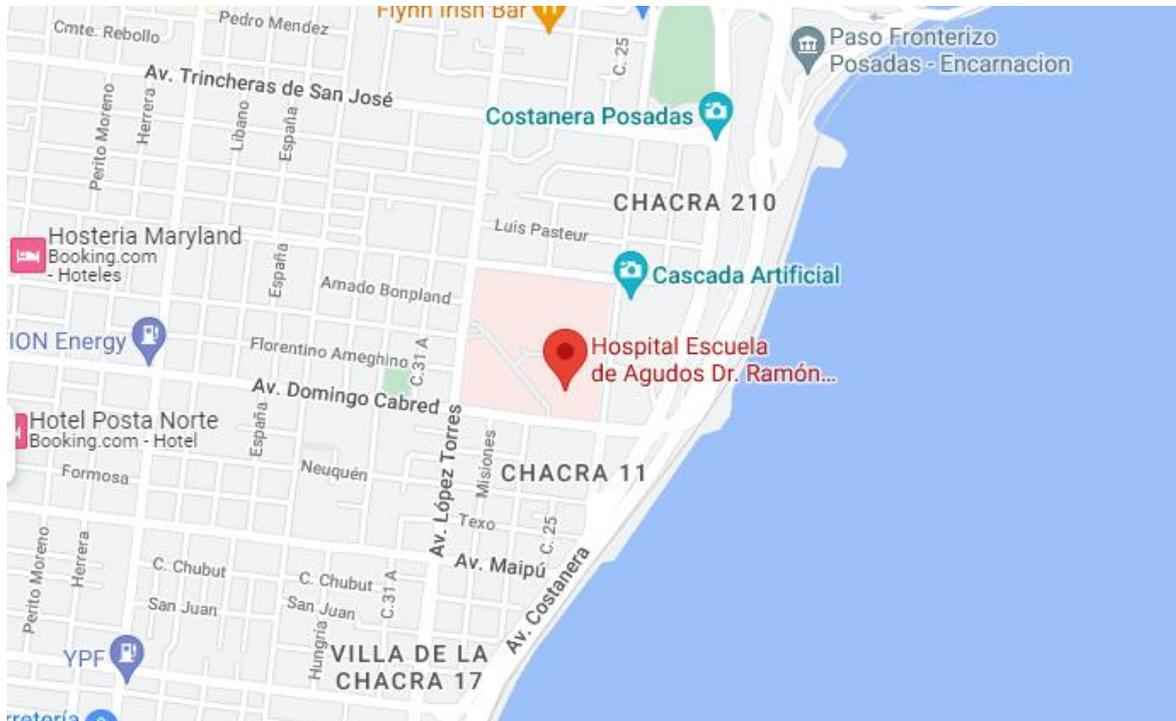 Flynn Irish Bar
Pedro Mendez
Cmte. Rebollo
C. 25
Paso Fronterizo
Posadas - Encarnacion
Av. Trincheras de San José
Perito Moreno
Herrera
Libano
España
Costanera Posadas
CHACRA 210
Luis Pasteur
Hosteria Maryland
Booking.com
- Hoteles
España
Amado Bonpland
Cascada Artificial
ION Energy
Florentino Ameghino
C.31 A
Hospital Escuela
de Agudos Dr. Ramón...
Av. Domingo Cabred
Hotel Posta Norte
Booking.com - Hotel
España
Av. López Torres
Misiones
Formosa
Neuquén
CHACRA 11
Texo
C. 25
Perito Moreno
Herrera
C. Chubut
C. Chubut
Av. Maipú
San Juan
San Juan
C.31 A
Av. Costanera
Hungría
YPF
VILLA DE LA
CHACRA 17
rretería